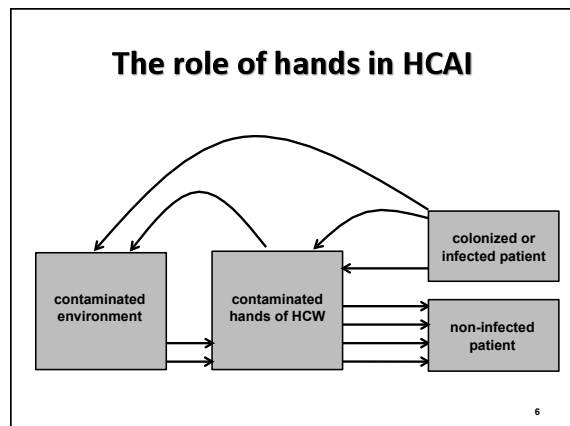 The role of hands in HCAI
colonized or
infected patient
contaminated
environment
contaminated
hands of HCW
non-infected
patient
6